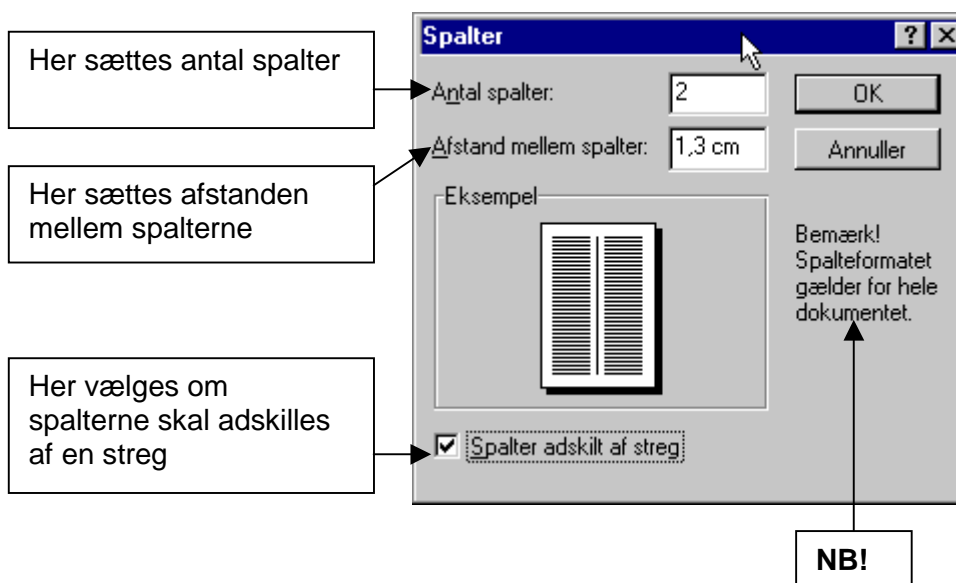 Her sættes antal spalter
Her sættes afstanden
mellem spalterne
Her vælges om
spalterne skal adskilles
af en streg
Spalter
Antal spalter:
2
OK
Afstand mellem spalter:
1,3 cm
Annuller
Eksempel
Bemærk!
Spalteformatet
gælder for hele
dokumentet.
Spalter adskilt af streg
NB!